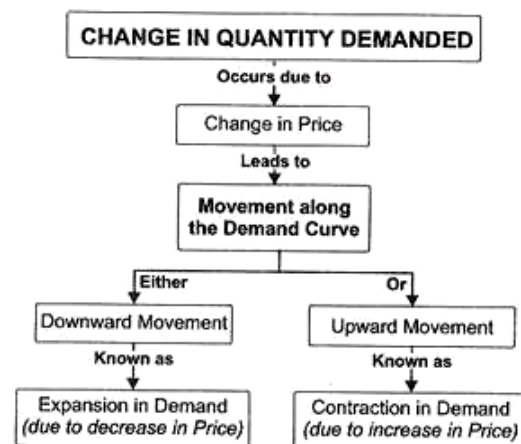 CHANGE IN QUANTITY DEMANDED
Occurs due to
Change in Price
Leads to
Movement along
the Demand Curve
Either
Or
Downward Movement
Upward Movement
Known as
Known as
Expansion in Demand
(due to decrease in Price)
Contraction in Demand
(due to increase in Price)